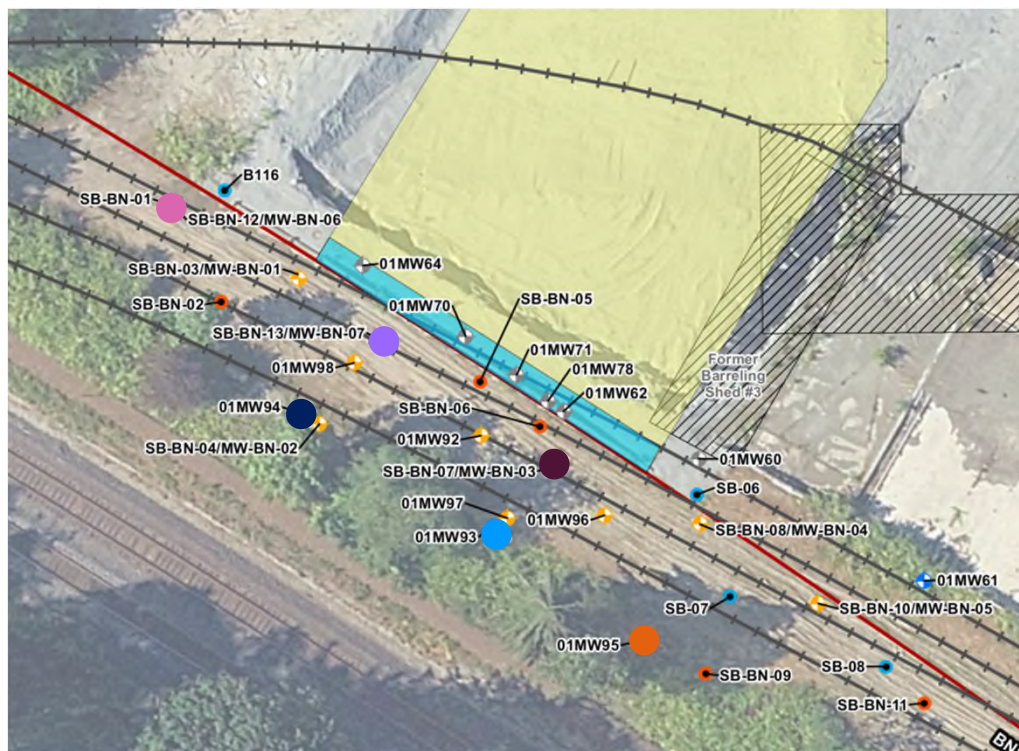 B116
SB-BN-01
SB-BN-12/MW-BN-06
01MW64
SB-BN-03/MW-BN-01
SB-BN-02
01MW70
SB-BN-05
SB-BN-13/MW-BN-07
01MW71
Former
Barreling
Shed #3
01MW98
01MW78
01MW62
01MW94
SB-BN-06
01MW92
SB-BN-04/MW-BN-02
01MW60
SB-BN-07/MW-BN-03
SB-06
01MW97
01MW96
SB-BN-08/MW-BN-04
01MW93
01MW61
SB-07
SB-BN-10/MW-BN-05
01MW95
SB-08
SB-BN-09
SB-BN-11